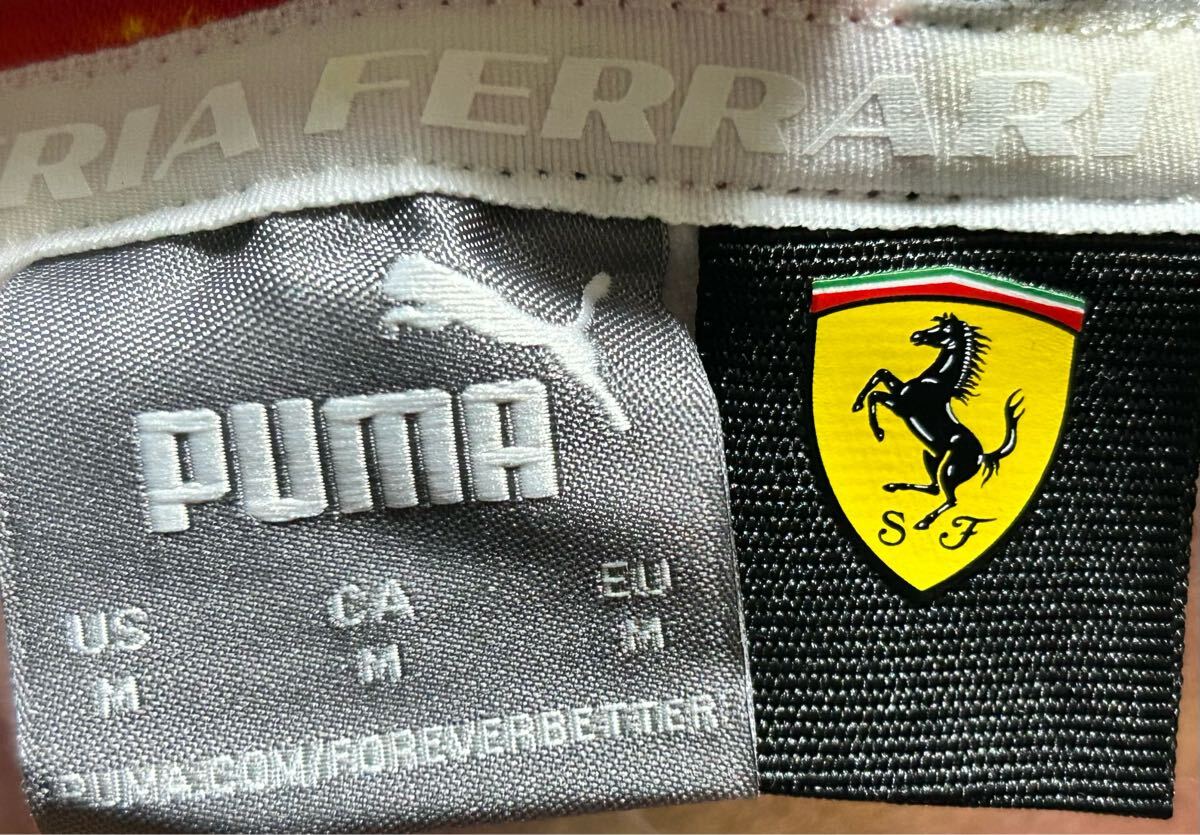 RIA FERRARI
PUMA
US CA EU
M M M
PUMA.COM/FOREVERBETTER
S F